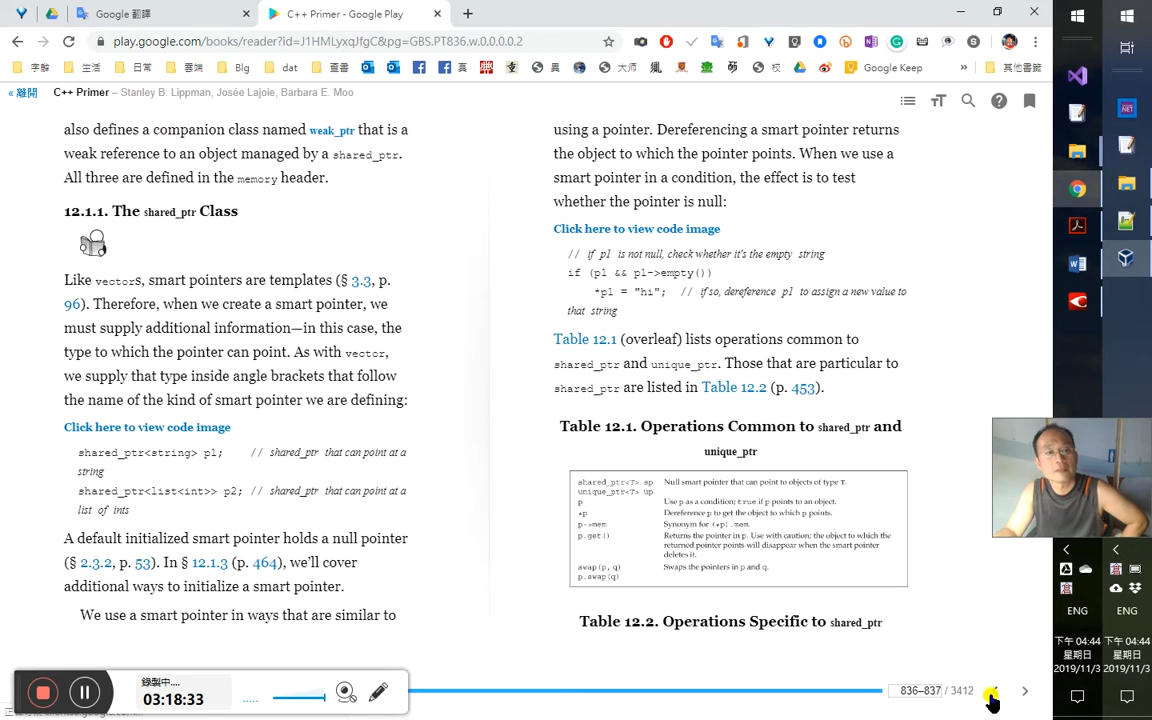 Google 翻譯
C++ Primer - Google Play
play.google.com/books/reader?id=J1HMLyxqJfgC&pg=GBS.PT836.w.0.0.0.0.2
字辭
生活
日常
雲端
Blg
dat
查書
真
異
大師
校
Google Keep
»
其他書籤
« 離開
C++ Primer – Stanley B. Lippman, Josée Lajoie, Barbara E. Moo
also defines a companion class named weak_ptr that is a
weak reference to an object managed by a shared_ptr.
All three are defined in the memory header.
12.1.1. The shared_ptr Class
Like vectors, smart pointers are templates (§ 3.3, p.
96). Therefore, when we create a smart pointer, we
must supply additional information—in this case, the
type to which the pointer can point. As with vector,
we supply that type inside angle brackets that follow
the name of the kind of smart pointer we are defining:
Click here to view code image
shared_ptr<string> p1; // shared_ptr that can point at a
string
shared_ptr<list<int>> p2; // shared_ptr that can point at a
list of ints
A default initialized smart pointer holds a null pointer
(§ 2.3.2, p. 53). In § 12.1.3 (p. 464), we'll cover
additional ways to initialize a smart pointer.
We use a smart pointer in ways that are similar to
using a pointer. Dereferencing a smart pointer returns
the object to which the pointer points. When we use a
smart pointer in a condition, the effect is to test
whether the pointer is null:
Click here to view code image
// if p1 is not null, check whether it's the empty string
if (p1 && p1->empty())
*p1 = "hi"; // if so, dereference p1 to assign a new value to
that string
Table 12.1 (overleaf) lists operations common to
shared_ptr and unique_ptr. Those that are particular to
shared_ptr are listed in Table 12.2 (p. 453).
Table 12.1. Operations Common to shared_ptr and
unique_ptr
shared_ptr<T> sp Null smart pointer that can point to objects of type T.
unique_ptr<T> up
p Use p as a condition; true if p points to an object.
*p Dereference p to get the object to which p points.
p->mem Synonym for (*p).mem.
p.get() Returns the pointer in p. Use with caution; the object to which the
returned pointer points will disappear when the smart pointer
deletes it.
swap(p, q) Swaps the pointers in p and q.
p.swap(q)
Table 12.2. Operations Specific to shared_ptr
錄製中....
03:18:33
836–837 / 3412
ENG
下午 04:44
星期日
2019/11/3
ENG
下午 04:44
星期日
2019/11/3